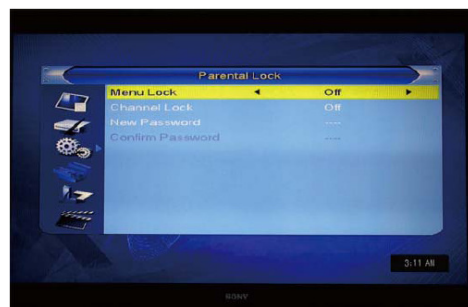 Parental Lock
Menu Lock Off
Channel Lock Off
New Password ----
Confirm Password ----
3:11 AM
SONY